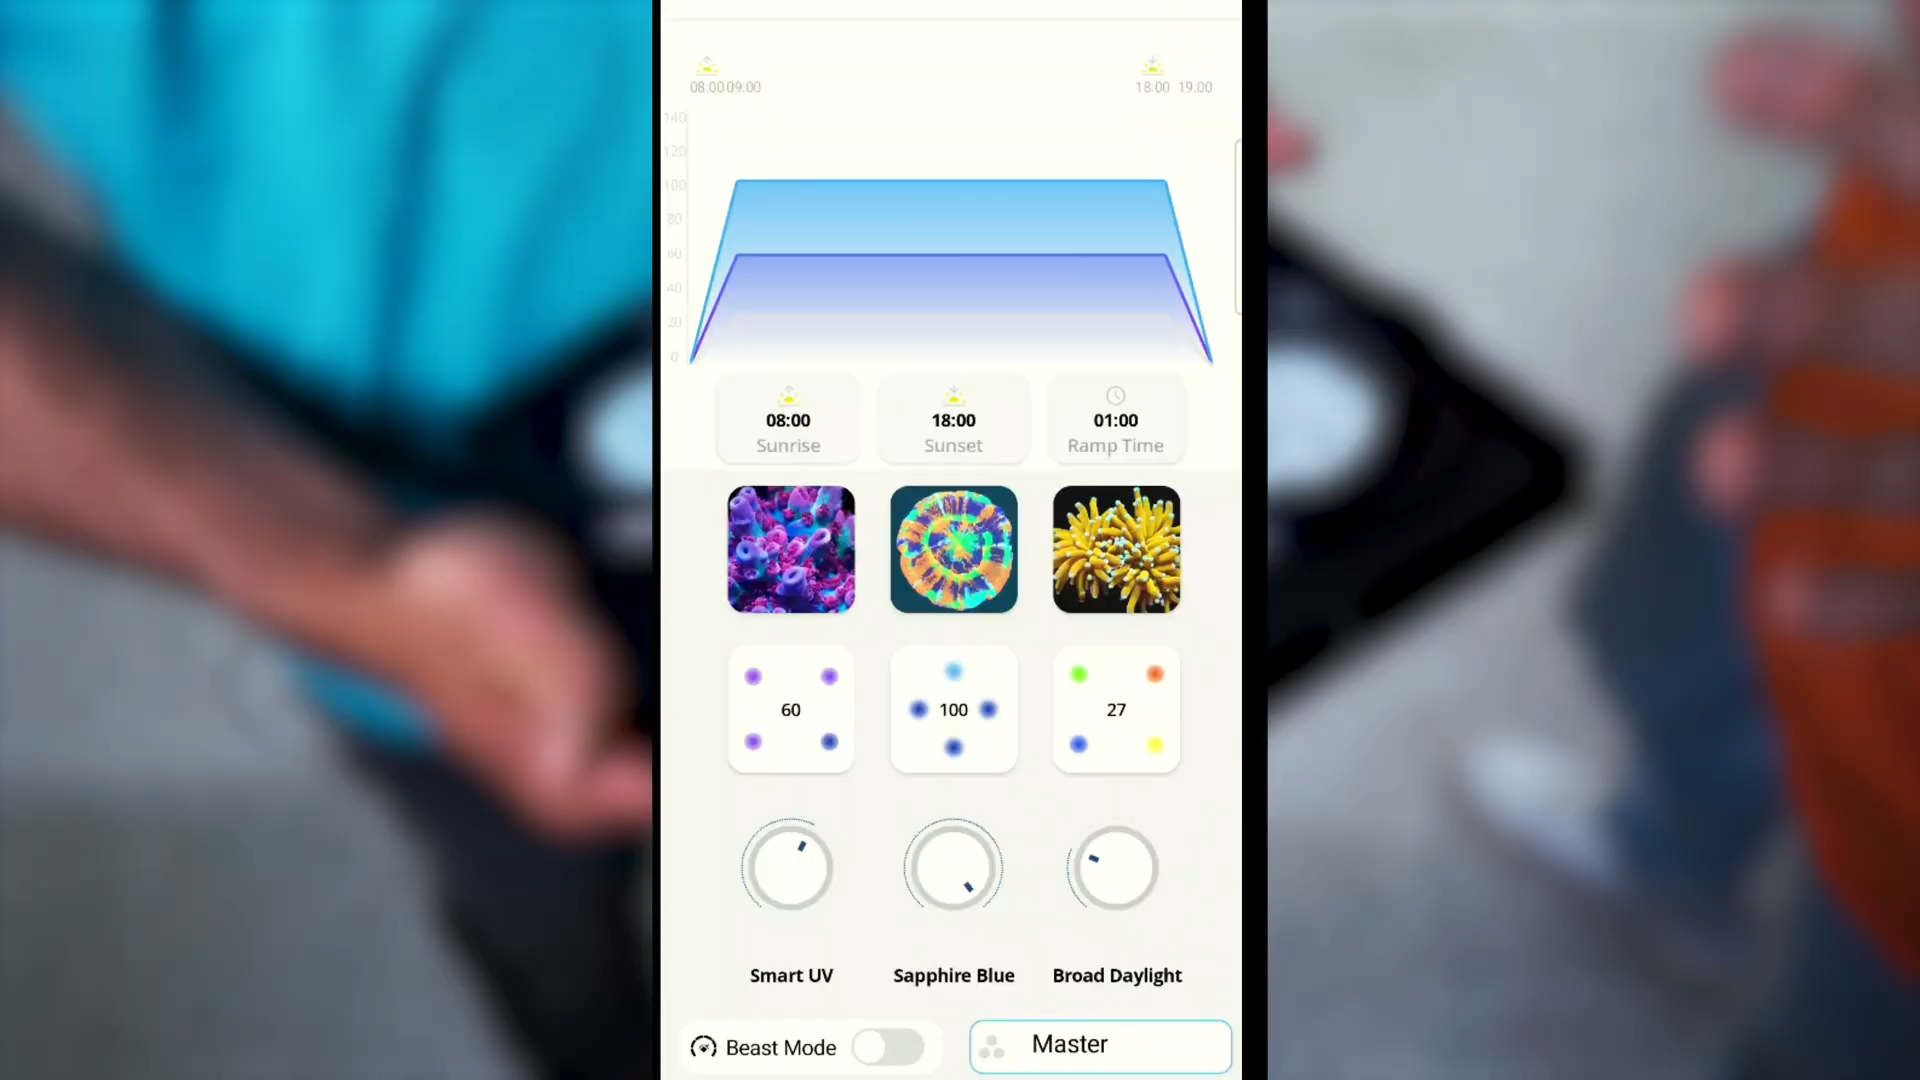 08:00 09:00 18:00 19:00
140
120
100
80
60
40
20
0
08:00 18:00 01:00
Sunrise Sunset Ramp Time
60 100 27
Smart UV Sapphire Blue Broad Daylight
Beast Mode Master